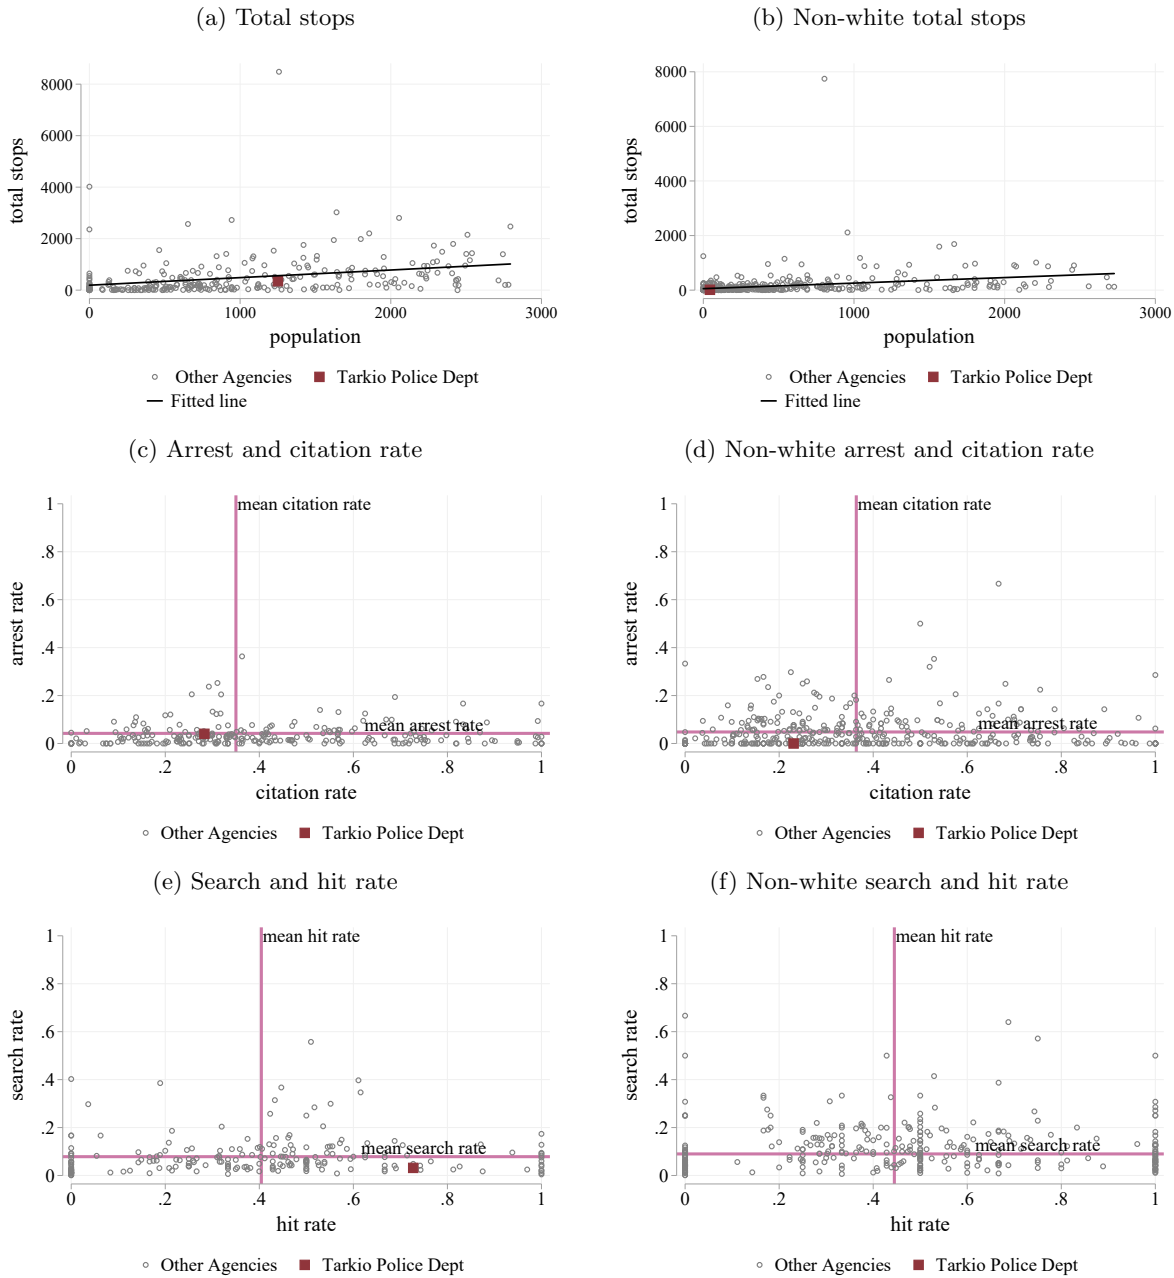 (a) Total stops
(b) Non-white total stops
total stops
8000
6000
4000
2000
0
0 1000 2000 3000
population
Other Agencies Tarkio Police Dept
Fitted line
total stops
8000
6000
4000
2000
0
0 1000 2000 3000
population
Other Agencies Tarkio Police Dept
Fitted line
(c) Arrest and citation rate
(d) Non-white arrest and citation rate
arrest rate
1
.8
.6
.4
.2
0
mean citation rate
mean arrest rate
0 .2 .4 .6 .8 1
citation rate
Other Agencies Tarkio Police Dept
arrest rate
1
.8
.6
.4
.2
0
mean citation rate
mean arrest rate
0 .2 .4 .6 .8 1
citation rate
Other Agencies Tarkio Police Dept
(e) Search and hit rate
(f) Non-white search and hit rate
search rate
1
.8
.6
.4
.2
0
mean hit rate
mean search rate
0 .2 .4 .6 .8 1
hit rate
Other Agencies Tarkio Police Dept
search rate
1
.8
.6
.4
.2
0
mean hit rate
mean search rate
0 .2 .4 .6 .8 1
hit rate
Other Agencies Tarkio Police Dept